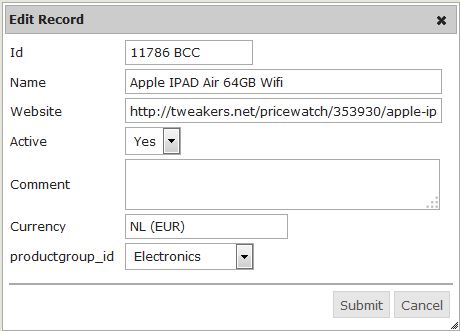 Edit Record
Id 11786 BCC
Name Apple IPAD Air 64GB Wifi
Website http://tweakers.net/pricewatch/353930/apple-ip
Active Yes
Comment
Currency NL (EUR)
productgroup_id Electronics
Submit Cancel